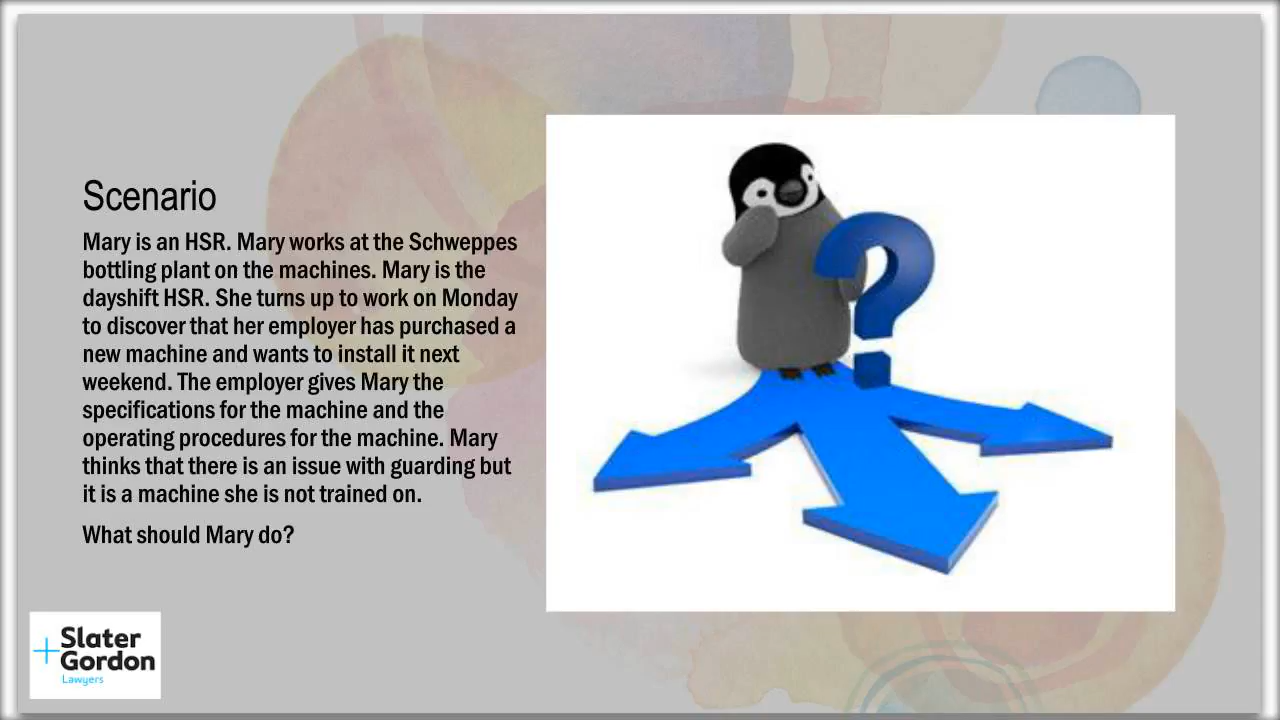 Scenario
Mary is an HSR. Mary works at the Schweppes
bottling plant on the machines. Mary is the
dayshift HSR. She turns up to work on Monday
to discover that her employer has purchased a
new machine and wants to install it next
weekend. The employer gives Mary the
specifications for the machine and the
operating procedures for the machine. Mary
thinks that there is an issue with guarding but
it is a machine she is not trained on.
What should Mary do?
?
Slater
Gordon
Lawyers